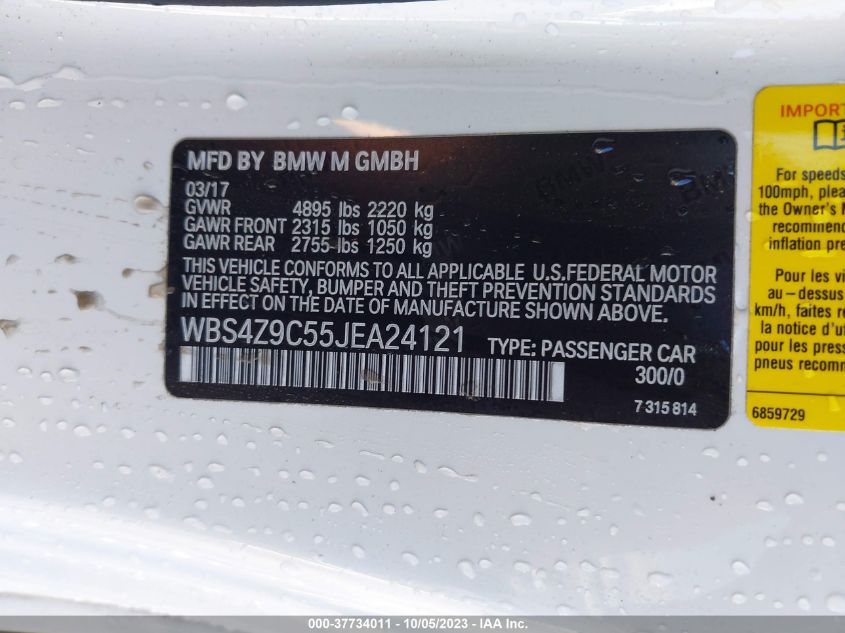 MFD BY BMW M GMBH
03/17
GVWR 4895 lbs 2220 kg
GAWR FRONT 2315 lbs 1050 kg
GAWR REAR 2755 lbs 1250 kg
THIS VEHICLE CONFORMS TO ALL APPLICABLE U.S.FEDERAL MOTOR
VEHICLE SAFETY, BUMPER AND THEFT PREVENTION STANDARDS
IN EFFECT ON THE DATE OF MANUFACTURE SHOWN ABOVE.
WBS4Z9C55JEA24121 TYPE: PASSENGER CAR
300/0
7 315 814
IMPORT
For speeds
100mph, plea
the Owner's M
recommend
inflation pre
Pour les vi
au-dessus
km/h, faites r
la notice d'ut
pour les press
pneus recomm
6859729
000-37734011 - 10/05/2023 - IAA Inc.